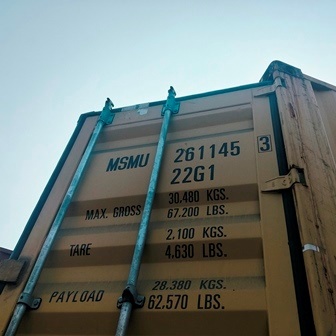 MSMU 261145 3
22G1
30.480 KGS.
MAX. GROSS 67.200 LBS.
2.100 KGS.
TARE 4.630 LBS.
28.380 KGS.
PAYLOAD 62.570 LBS.